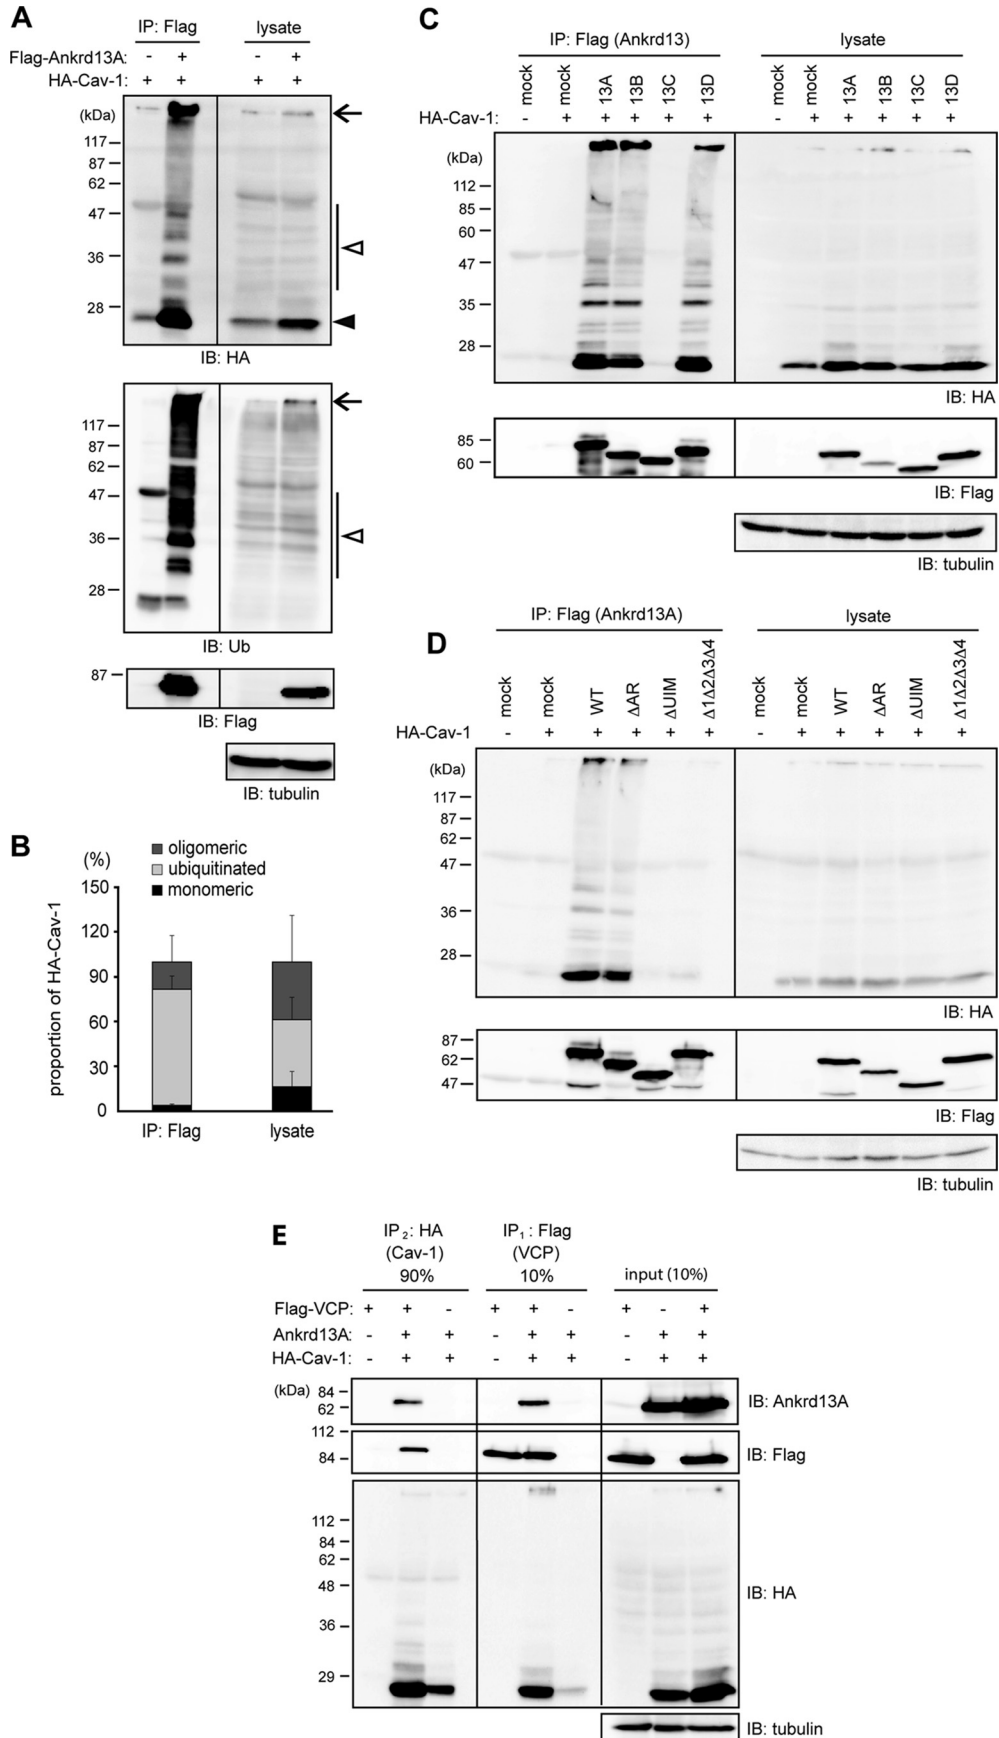 A
IP: Flag lysate
Flag-Ankrd13A: - + - +
HA-Cav-1: + + + +
(kDa)
117
87
62
47
36
28
IB: HA
117
87
62
47
36
28
IB: Ub
87
IB: Flag
IB: tubulin
B
(%)
oligomeric
ubiquitinated
monomeric
proportion of HA-Cav-1
150
120
90
60
30
0
IP: Flag lysate
C
IP: Flag (Ankrd13) lysate
mock mock 13A 13B 13C 13D mock mock 13A 13B 13C 13D
HA-Cav-1: - + + + + + - + + + + +
(kDa)
112
85
60
47
35
28
IB: HA
85
60
IB: Flag
IB: tubulin
D
IP: Flag (Ankrd13A) lysate
mock mock WT ΔAR ΔUIM Δ1Δ2Δ3Δ4 mock mock WT ΔAR ΔUIM Δ1Δ2Δ3Δ4
HA-Cav-1 - + + + + + - + + + + +
(kDa)
117
87
62
47
36
28
IB: HA
87
62
47
IB: Flag
IB: tubulin
E
IP₂: HA IP₁: Flag
(Cav-1) (VCP)
90% 10% input (10%)
Flag-VCP: + + - + + - + - +
Ankrd13A: - + + - + + - + +
HA-Cav-1: - + + - + + - + +
(kDa)
84
62
IB: Ankrd13A
112
84
IB: Flag
112
84
62
48
36
29
IB: HA
IB: tubulin